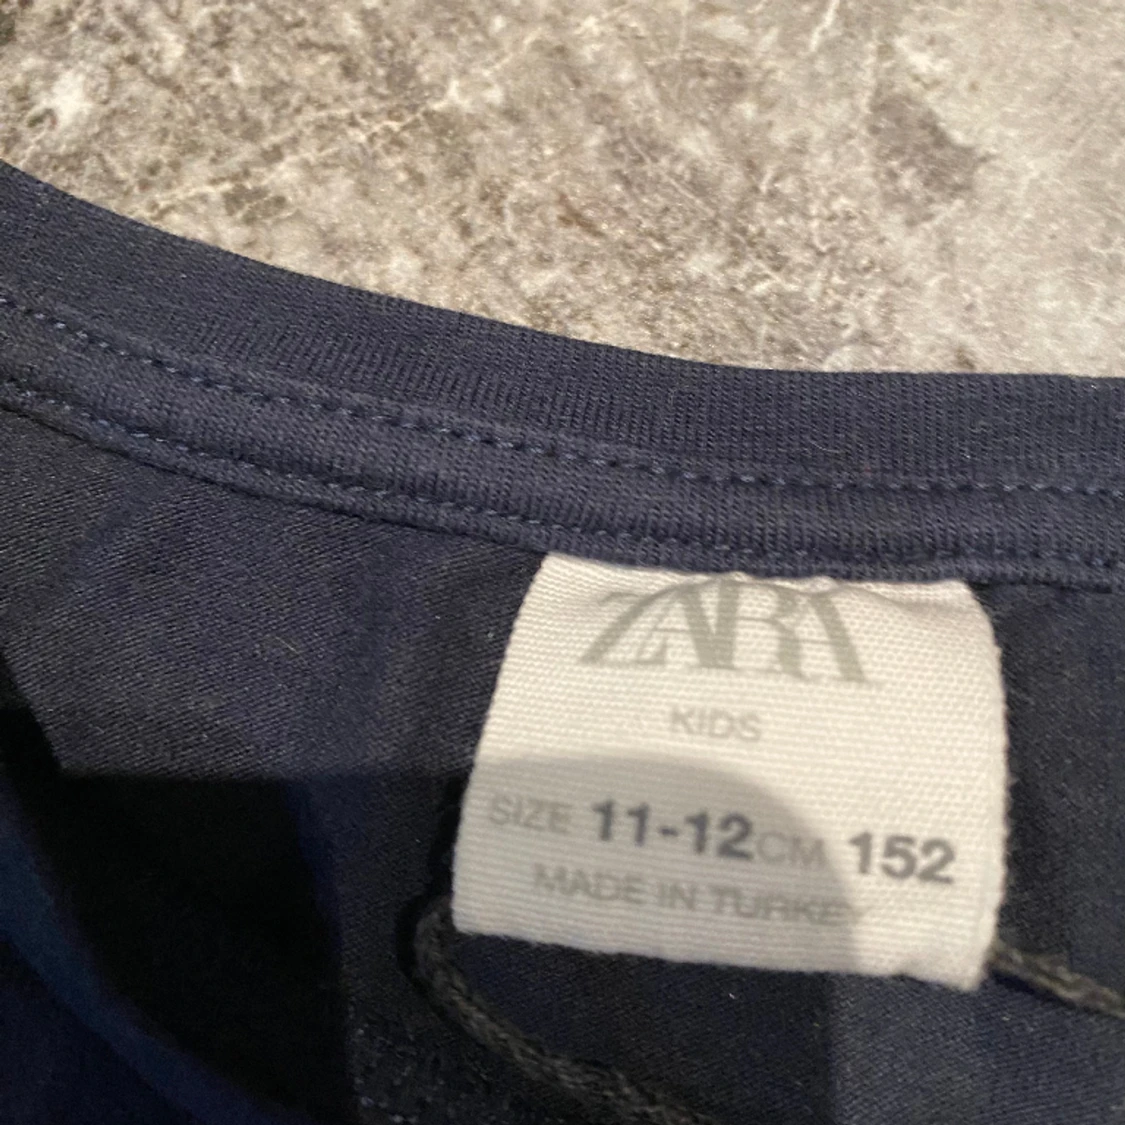 ZARA
KIDS
SIZE 11-12 CM 152
MADE IN TURKEY